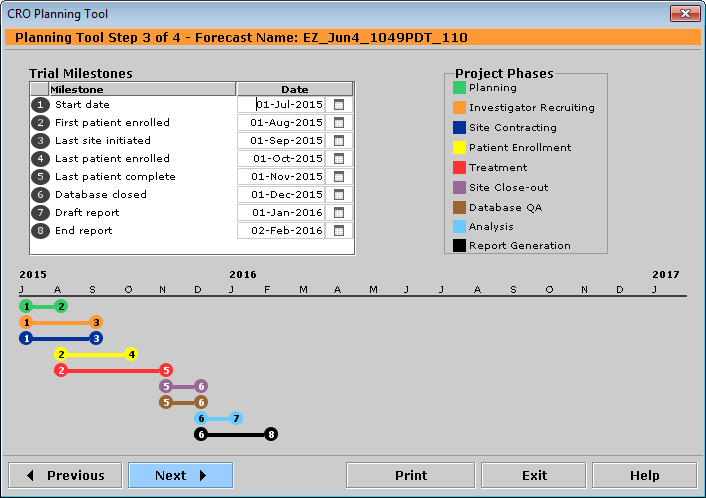 CRO Planning Tool
Planning Tool Step 3 of 4 - Forecast Name: EZ_Jun4_1049PDT_110
Trial Milestones
Milestone Date
1 Start date 01-Jul-2015
2 First patient enrolled 01-Aug-2015
3 Last site initiated 01-Sep-2015
4 Last patient enrolled 01-Oct-2015
5 Last patient complete 01-Nov-2015
6 Database closed 01-Dec-2015
7 Draft report 01-Jan-2016
8 End report 02-Feb-2016
Project Phases
Planning
Investigator Recruiting
Site Contracting
Patient Enrollment
Treatment
Site Close-out
Database QA
Analysis
Report Generation
2015 2016 2017
J A S O N D J F M A M J J A S O N D J
1 2
1 3
1 3
2 4
2 5
5 6
5 6
6 7
6 8
Previous Next Print Exit Help